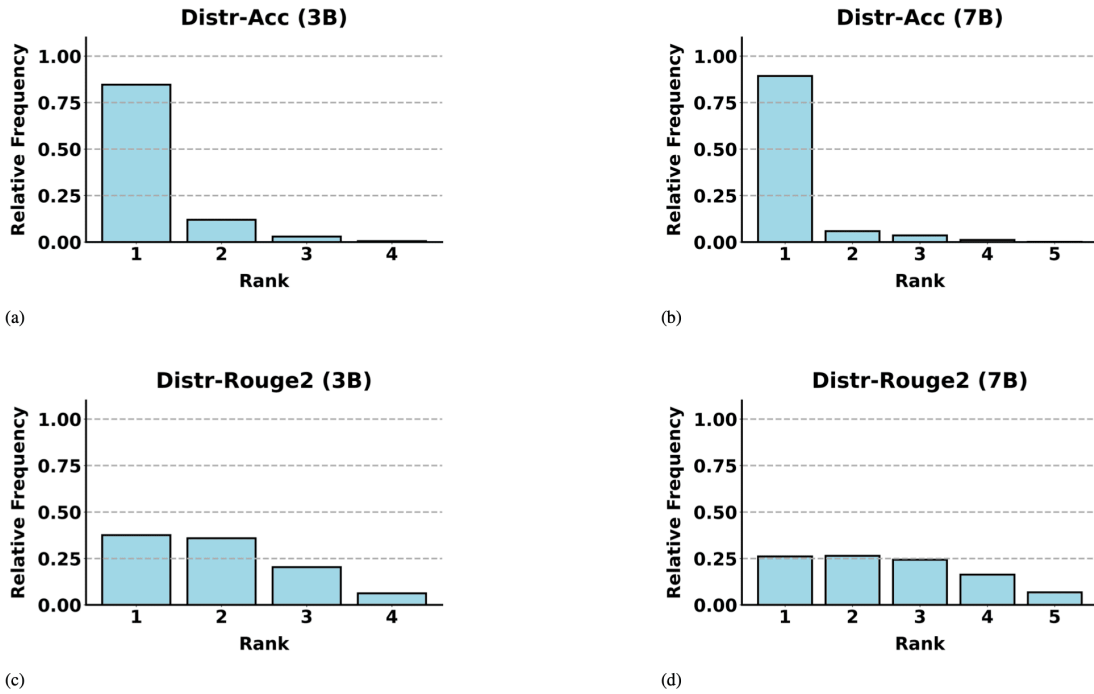 Distr-Acc (3B)
Relative Frequency
1.00
0.75
0.50
0.25
0.00
1 2 3 4
Rank
(a)
Distr-Acc (7B)
Relative Frequency
1.00
0.75
0.50
0.25
0.00
1 2 3 4 5
Rank
(b)
Distr-Rouge2 (3B)
Relative Frequency
1.00
0.75
0.50
0.25
0.00
1 2 3 4
Rank
(c)
Distr-Rouge2 (7B)
Relative Frequency
1.00
0.75
0.50
0.25
0.00
1 2 3 4 5
Rank
(d)